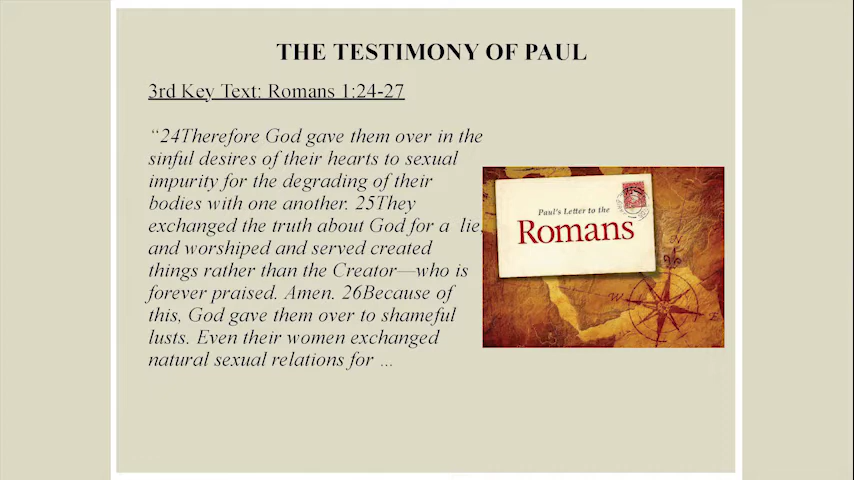 THE TESTIMONY OF PAUL
3rd Key Text: Romans 1:24-27
“24Therefore God gave them over in the
sinful desires of their hearts to sexual
impurity for the degrading of their
bodies with one another. 25They
exchanged the truth about God for a lie,
and worshiped and served created
things rather than the Creator—who is
forever praised. Amen. 26Because of
this, God gave them over to shameful
lusts. Even their women exchanged
natural sexual relations for ...
Paul's Letter to the
Romans
N
W